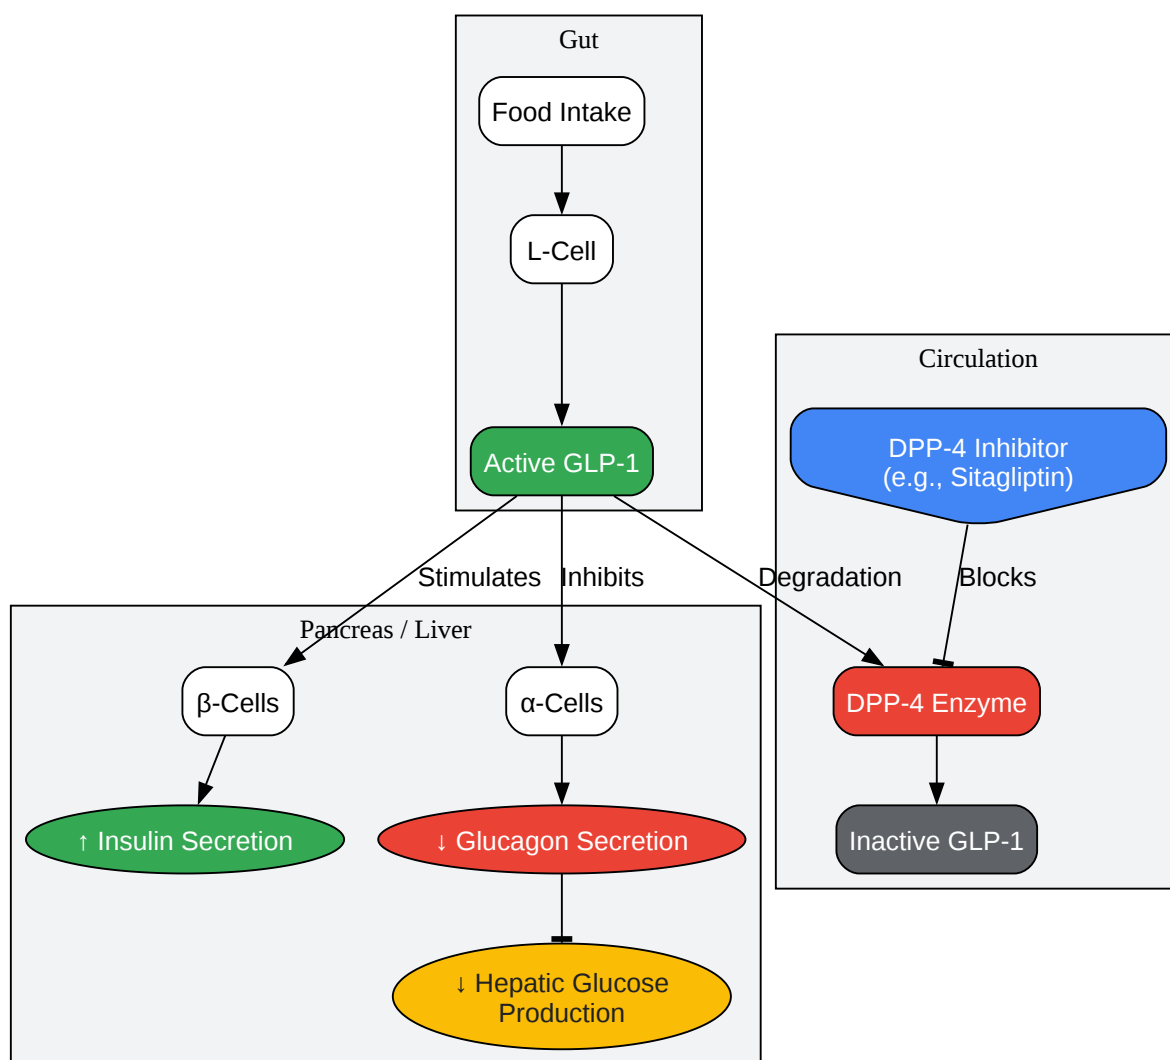 Gut
Food Intake
L-Cell
Active GLP-1
Circulation
DPP-4 Inhibitor
(e.g., Sitagliptin)
Stimulates
Inhibits
Degradation
Blocks
Pancreas / Liver
β-Cells
α-Cells
DPP-4 Enzyme
↑ Insulin Secretion
↓ Glucagon Secretion
Inactive GLP-1
↓ Hepatic Glucose
Production